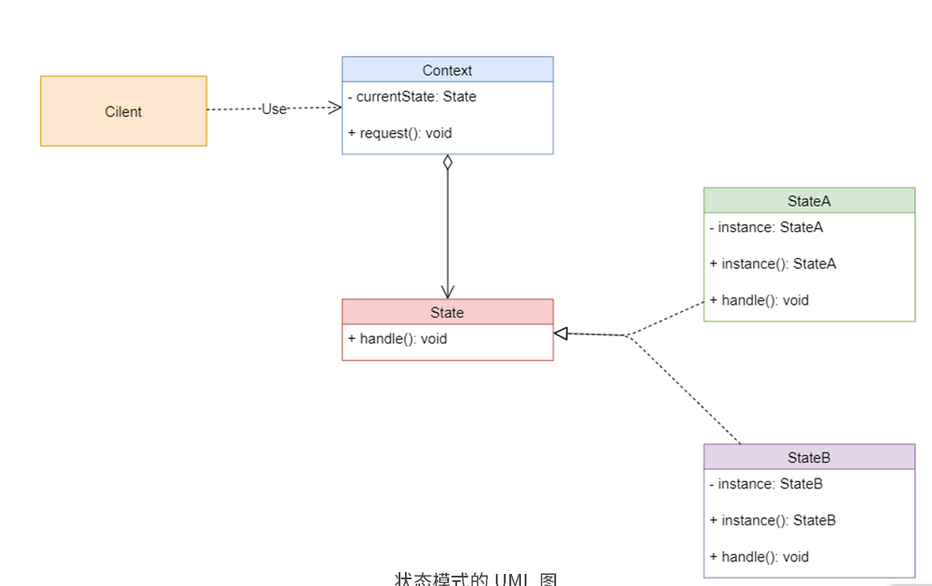 Cilent
Use
Context
- currentState: State
+ request(): void
State
+ handle(): void
StateA
- instance: StateA
+ instance(): StateA
+ handle(): void
StateB
- instance: StateB
+ instance(): StateB
+ handle(): void
状态模式的 UML 图